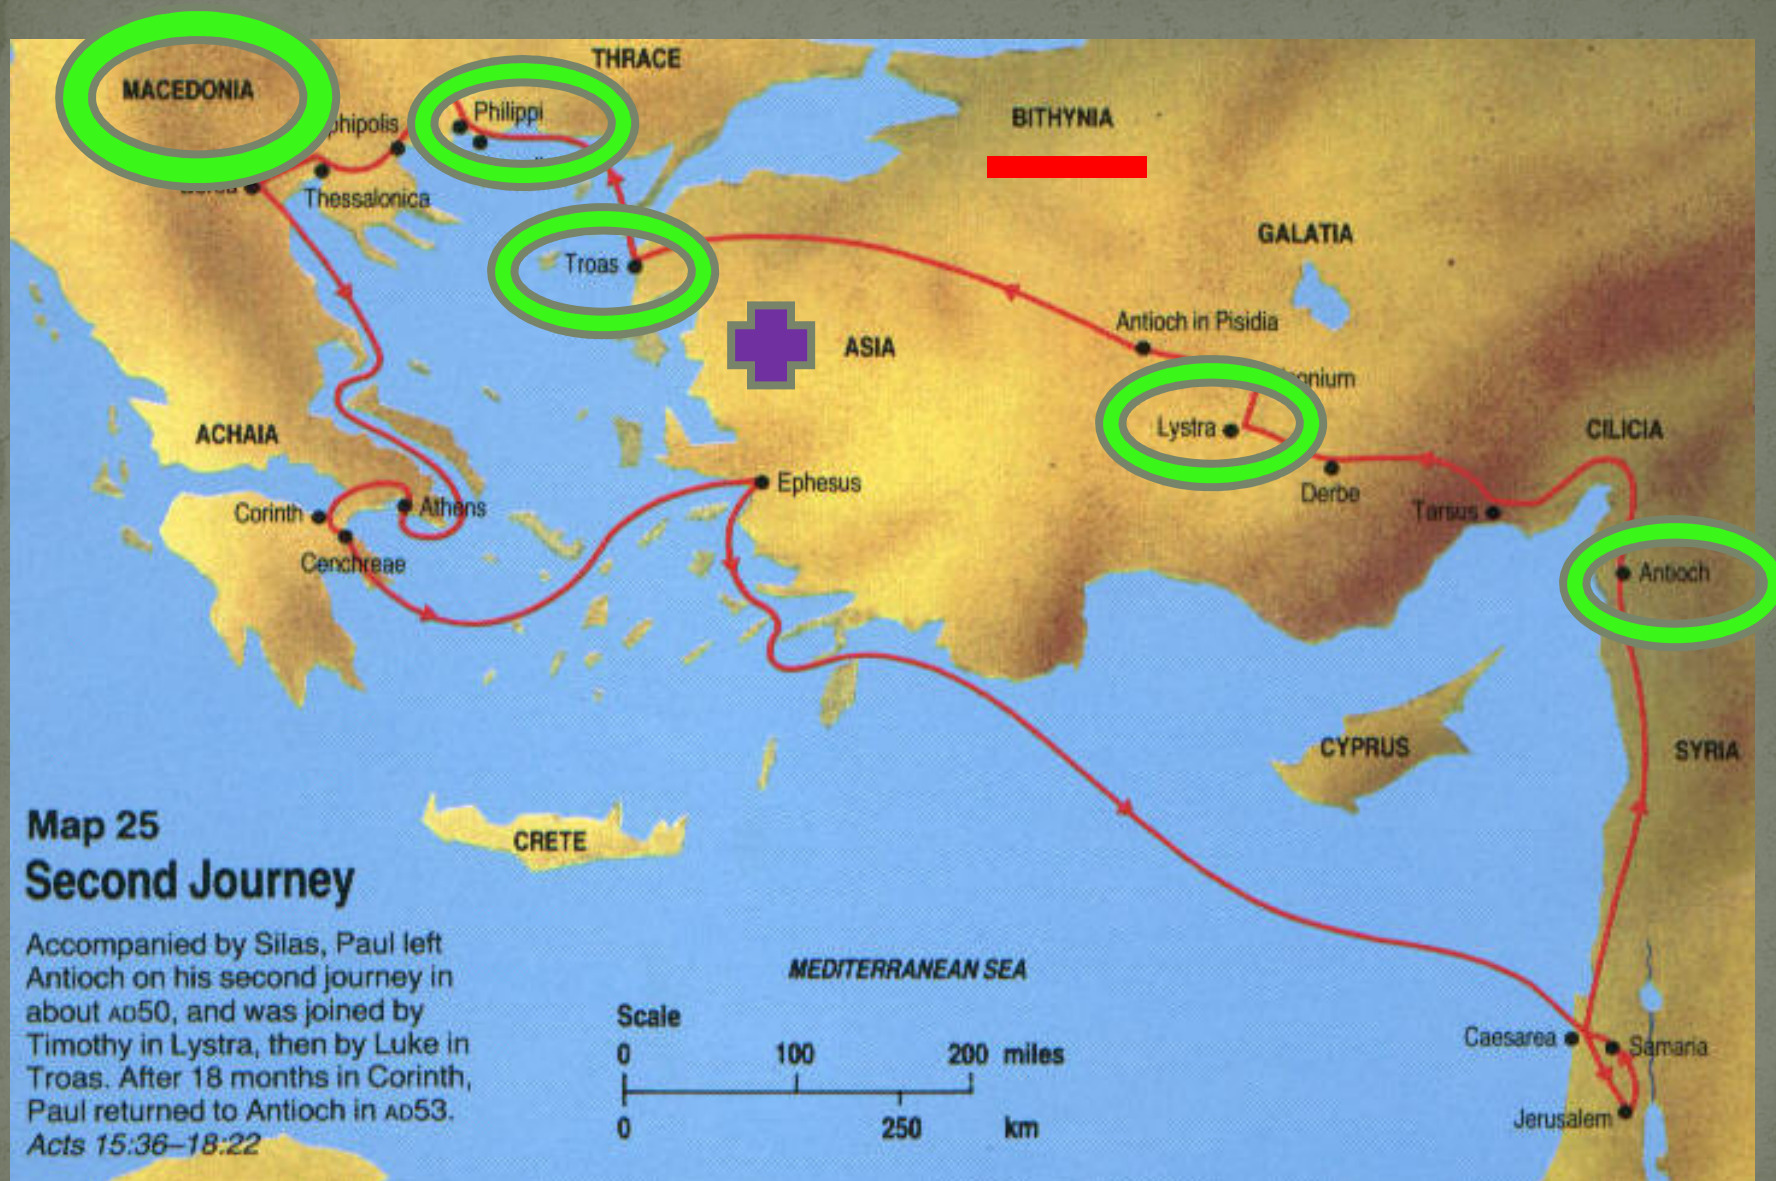 THRACE
MACEDONIA
Philippi
BITHYNIA
phipolis
Thessalonica
GALATIA
Troas
Antioch in Pisidia
ASIA
onium
Lystra
CILICIA
ACHAIA
Ephesus
Derbe
Corinth
Athens
Tarsus
Cenchreae
Antioch
CYPRUS
SYRIA
CRETE
Map 25
Second Journey
Accompanied by Silas, Paul left
Antioch on his second journey in
about AD50, and was joined by
Timothy in Lystra, then by Luke in
Troas. After 18 months in Corinth,
Paul returned to Antioch in AD53.
Acts 15:36–18:22
MEDITERRANEAN SEA
Scale
0 100 200 miles
0 250 km
Caesarea
Samaria
Jerusalem